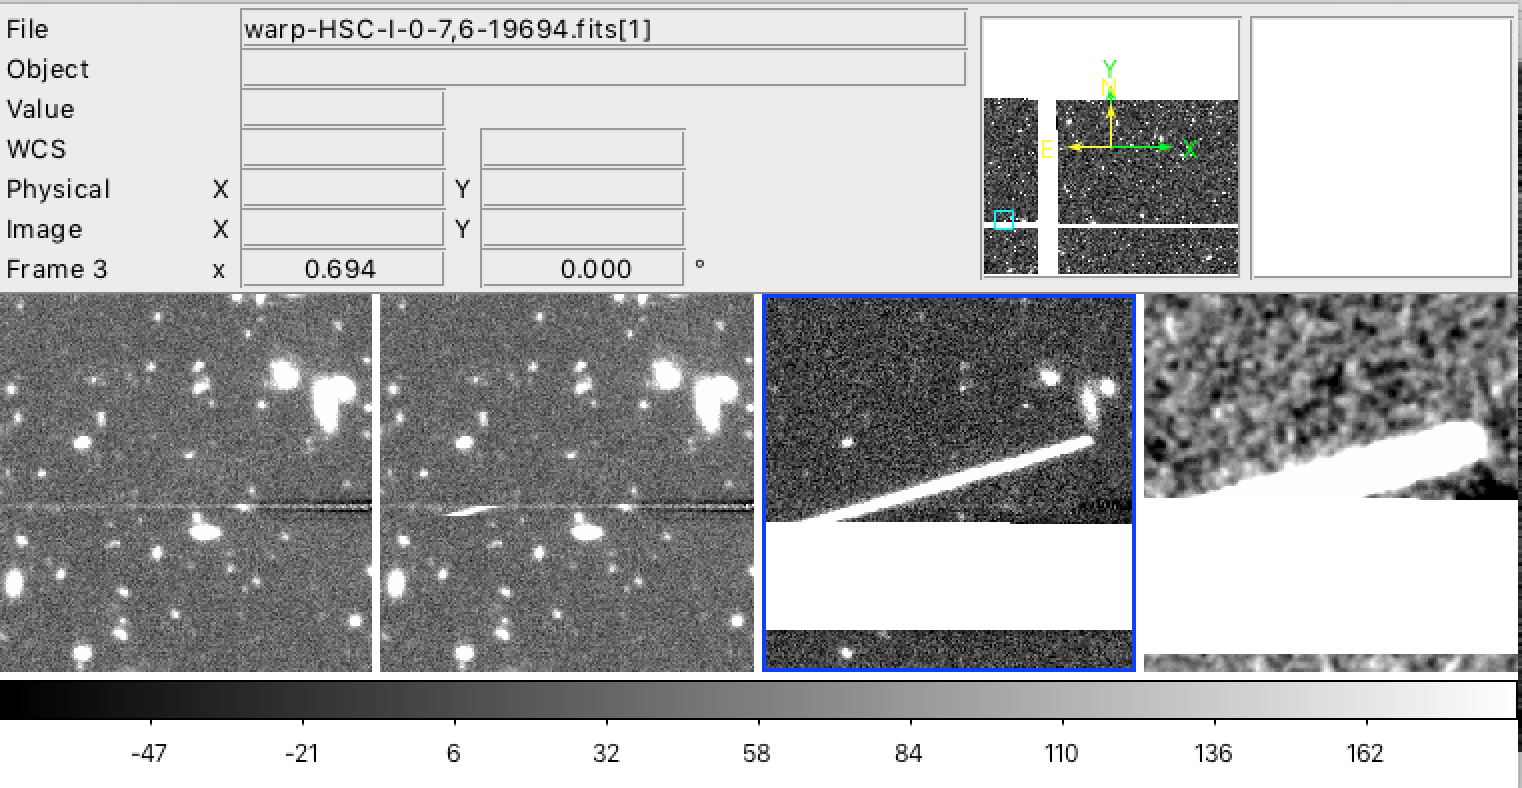 File warp-HSC-I-0-7,6-19694.fits[1]
Object
Value
WCS
Physical X Y
Image X Y
Frame 3 x 0.694 0.000 °
Y
N
E X
-47 -21 6 32 58 84 110 136 162